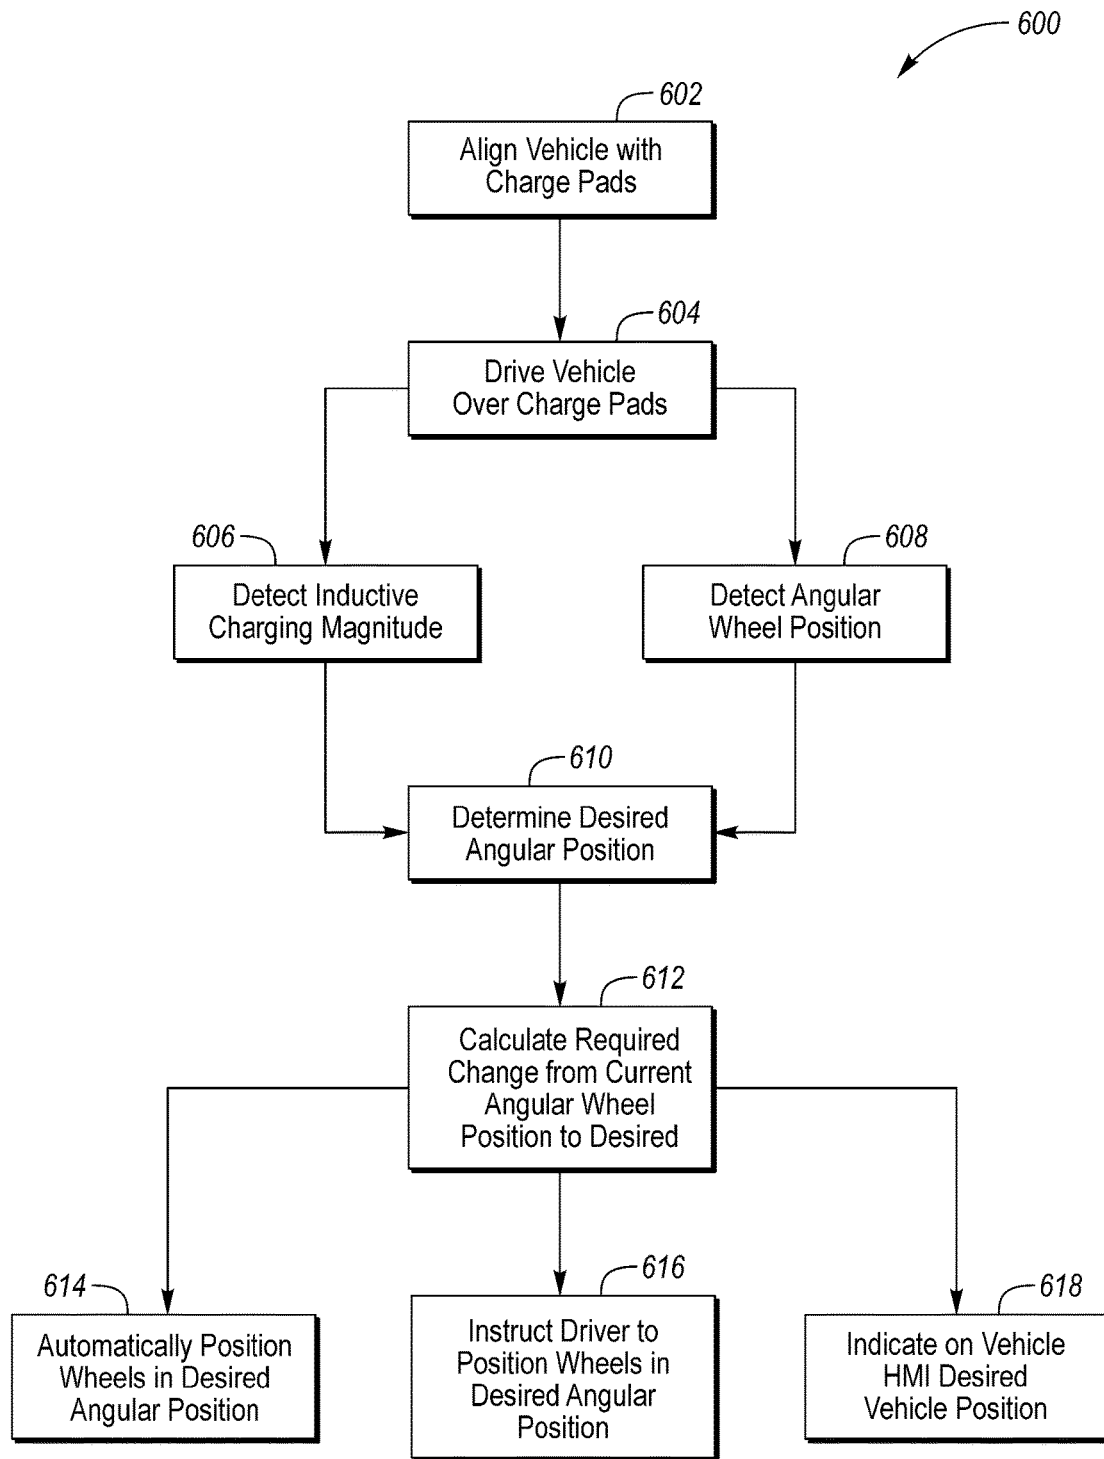 600
602
Align Vehicle with
Charge Pads
604
Drive Vehicle
Over Charge Pads
606
Detect Inductive
Charging Magnitude
608
Detect Angular
Wheel Position
610
Determine Desired
Angular Position
612
Calculate Required
Change from Current
Angular Wheel
Position to Desired
614
Automatically Position
Wheels in Desired
Angular Position
616
Instruct Driver to
Position Wheels in
Desired Angular
Position
618
Indicate on Vehicle
HMI Desired
Vehicle Position